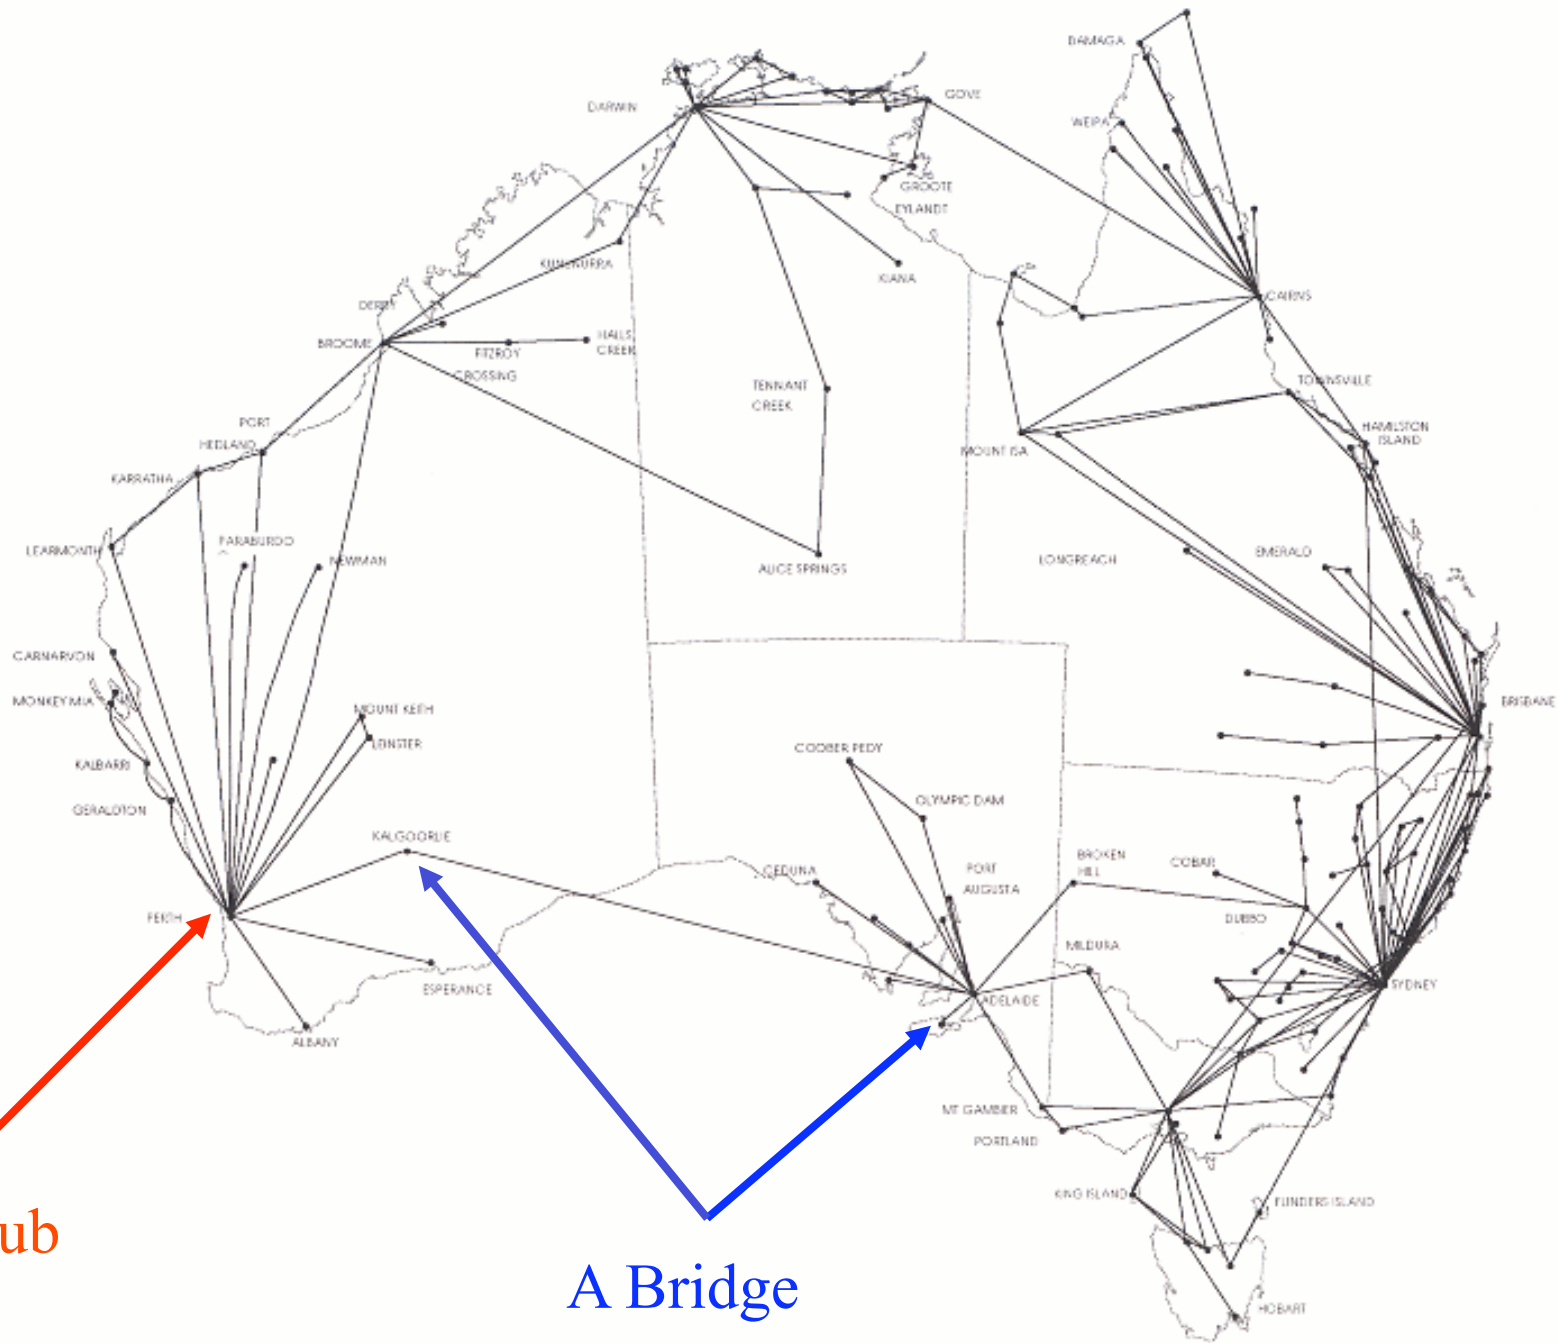 DAMAGA
DARWIN
GOVE
WEIPA
GROOTE
EYLANDT
KUNUNURRA
KIANA
DERBY
CAIRNS
BROOME
HALLS
CREEK
FITZROY
CROSSING
TENNANT
CREEK
TOWNSVILLE
PORT
HEDLAND
HAMILSTON
ISLAND
MOUNT ISA
KARRATHA
LEARMONTH
PARABURDO
NEWMAN
ALICE SPRINGS
LONGREACH
EMERALD
CARNARVON
MONKEY MIA
MOUNT KEITH
LEINSTER
BRISBANE
KALBARRI
COOBER PEDY
GERALDTON
OLYMPIC DAM
KALGOORLIE
CEDUNA
PORT
AUGUSTA
BROKEN
HILL
COBAR
PERTH
DUBBO
MILDURA
ESPERANCE
ADELAIDE
SYDNEY
ALBANY
MT GAMBIER
PORTLAND
KING ISLAND
FLINDERS ISLAND
ub
A Bridge
HOBART